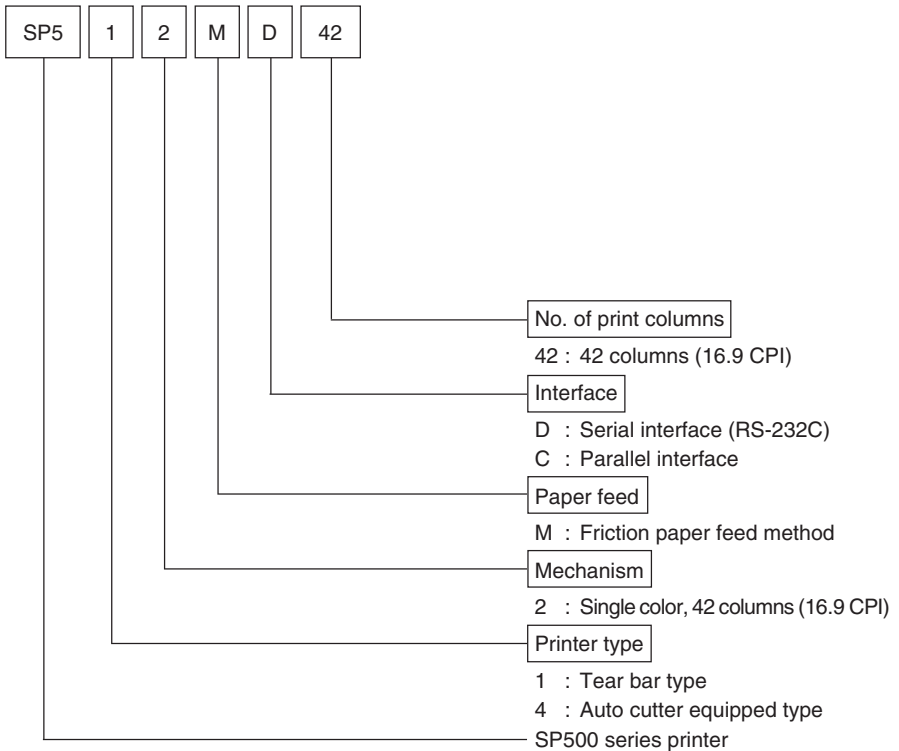 SP5 1 2 M D 42
No. of print columns
42 : 42 columns (16.9 CPI)
Interface
D : Serial interface (RS-232C)
C : Parallel interface
Paper feed
M : Friction paper feed method
Mechanism
2 : Single color, 42 columns (16.9 CPI)
Printer type
1 : Tear bar type
4 : Auto cutter equipped type
SP500 series printer